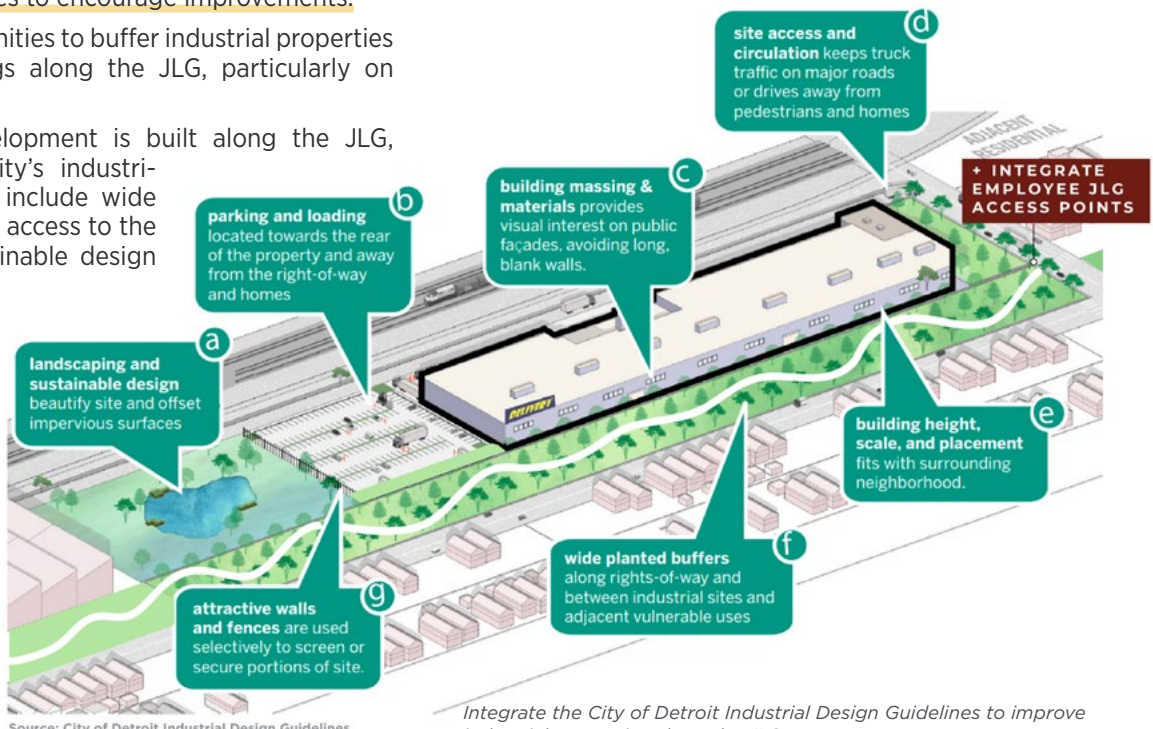 es to encourage improvements.
nities to buffer industrial properties
gs along the JLG, particularly on
elopment is built along the JLG,
ity's industri-
include wide
access to the
inable design
d
site access and
circulation keeps truck
traffic on major roads
or drives away from
pedestrians and homes
ADJACENT
RESIDENTIAL
+ INTEGRATE
EMPLOYEE JLG
ACCESS POINTS
c
building massing &
materials provides
visual interest on public
façades, avoiding long,
blank walls.
b
parking and loading
located towards the rear
of the property and away
from the right-of-way
and homes
a
landscaping and
sustainable design
beautify site and offset
impervious surfaces
DELIVERY
e
building height,
scale, and placement
fits with surrounding
neighborhood.
f
wide planted buffers
along rights-of-way and
between industrial sites and
adjacent vulnerable uses
g
attractive walls
and fences are used
selectively to screen or
secure portions of site.
Source: City of Detroit Industrial Design Guidelines
Integrate the City of Detroit Industrial Design Guidelines to improve